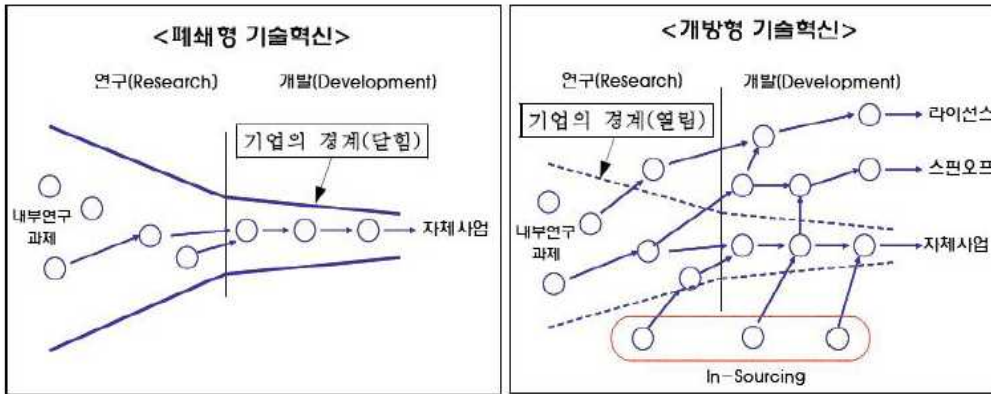 <폐쇄형 기술혁신>
연구(Research)
개발(Development)
기업의 경계(닫힘)
내부연구
과제
자체사업
<개방형 기술혁신>
연구(Research)
개발(Development)
기업의 경계(열림)
라이선스
스핀오프
내부연구
과제
자체사업
In-Sourcing